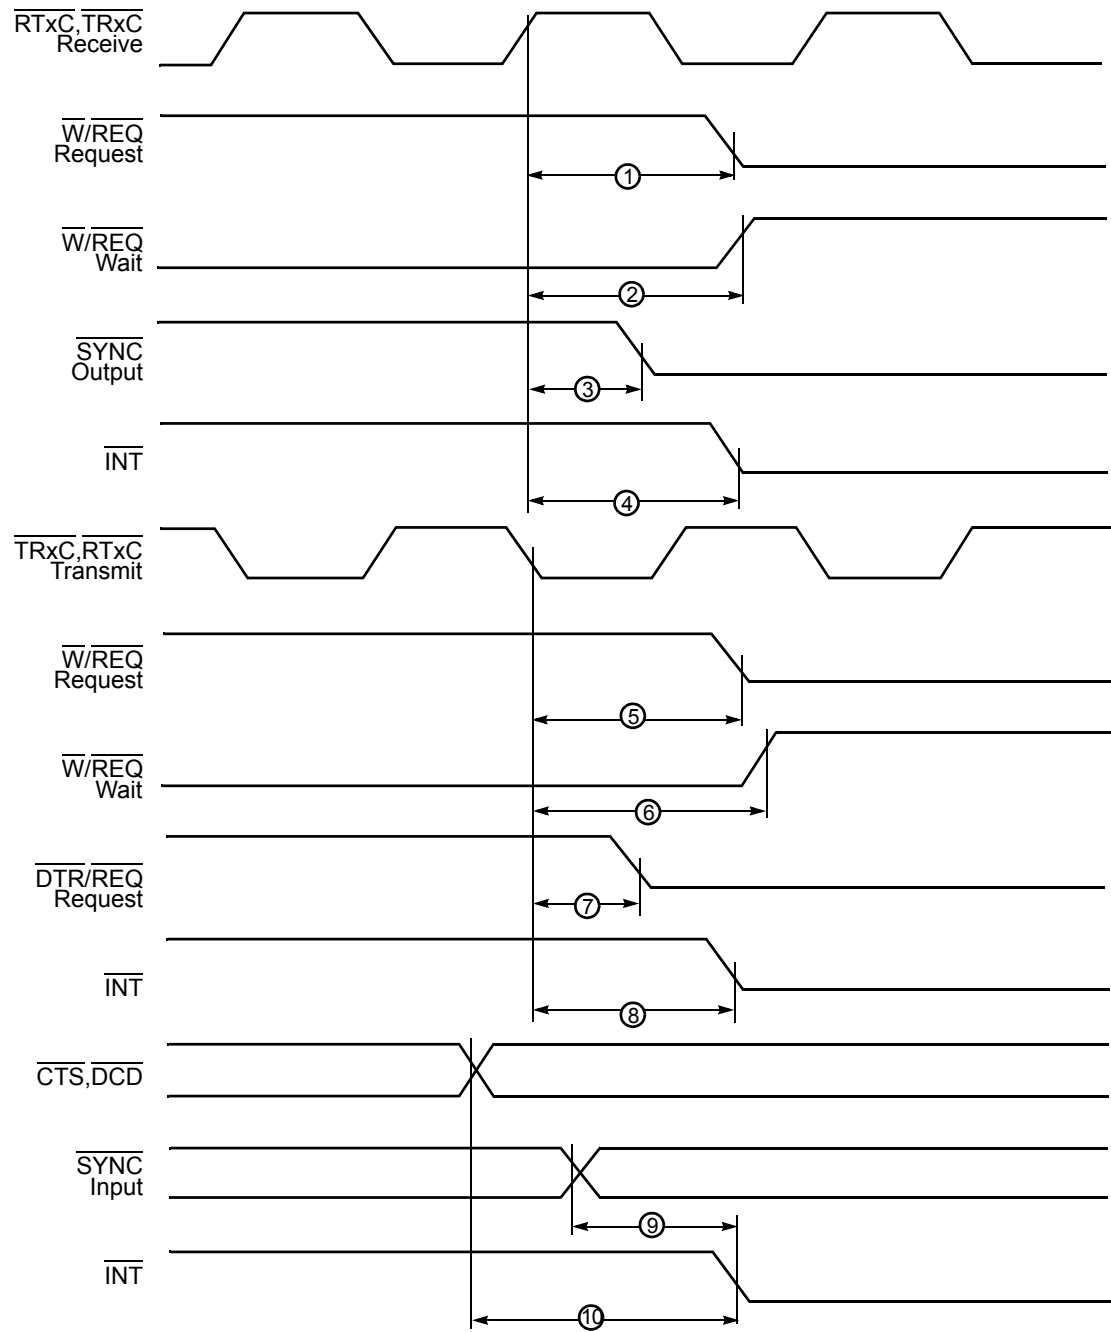 RTxC,TRxC
Receive
W/REQ
Request
1
W/REQ
Wait
2
SYNC
Output
3
INT
4
TRxC,RTxC
Transmit
W/REQ
Request
5
W/REQ
Wait
6
DTR/REQ
Request
7
INT
8
CTS,DCD
SYNC
Input
9
INT
10